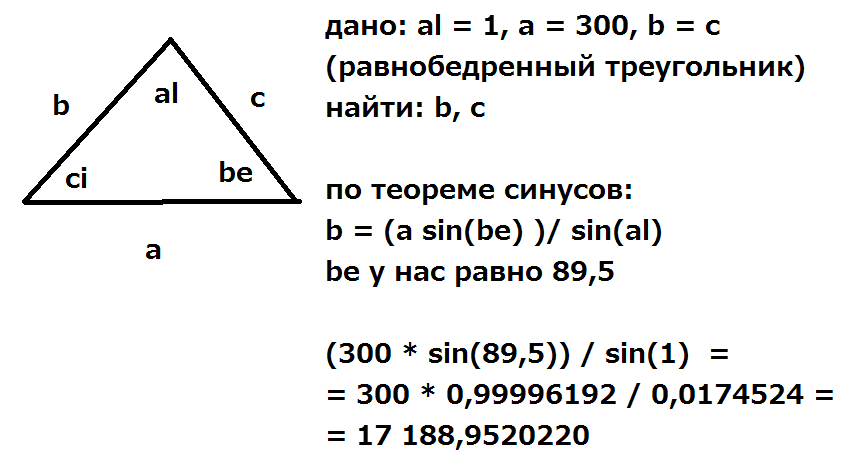 дано: al = 1, a = 300, b = c
(равнобедренный треугольник)
найти: b, c
по теореме синусов:
b = (a sin(be) )/ sin(al)
be у нас равно 89,5
(300 * sin(89,5)) / sin(1) =
= 300 * 0,99996192 / 0,0174524 =
= 17 188,9520220
al
b
c
ci
be
a